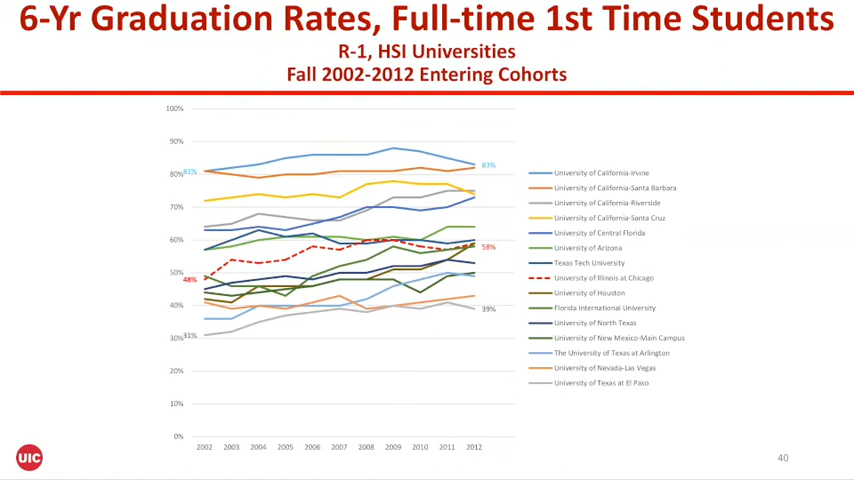 6-Yr Graduation Rates, Full-time 1st Time Students
R-1, HSI Universities
Fall 2002-2012 Entering Cohorts
100%
90%
80%
70%
60%
50%
40%
30%
20%
10%
0%
81%
48%
31%
83%
58%
39%
2002 2003 2004 2005 2006 2007 2008 2009 2010 2011 2012
University of California-Irvine
University of California-Santa Barbara
University of California-Riverside
University of California-Santa Cruz
University of Central Florida
University of Arizona
Texas Tech University
University of Illinois at Chicago
University of Houston
Florida International University
University of North Texas
University of New Mexico-Main Campus
The University of Texas at Arlington
University of Nevada-Las Vegas
University of Texas at El Paso
UIC
40